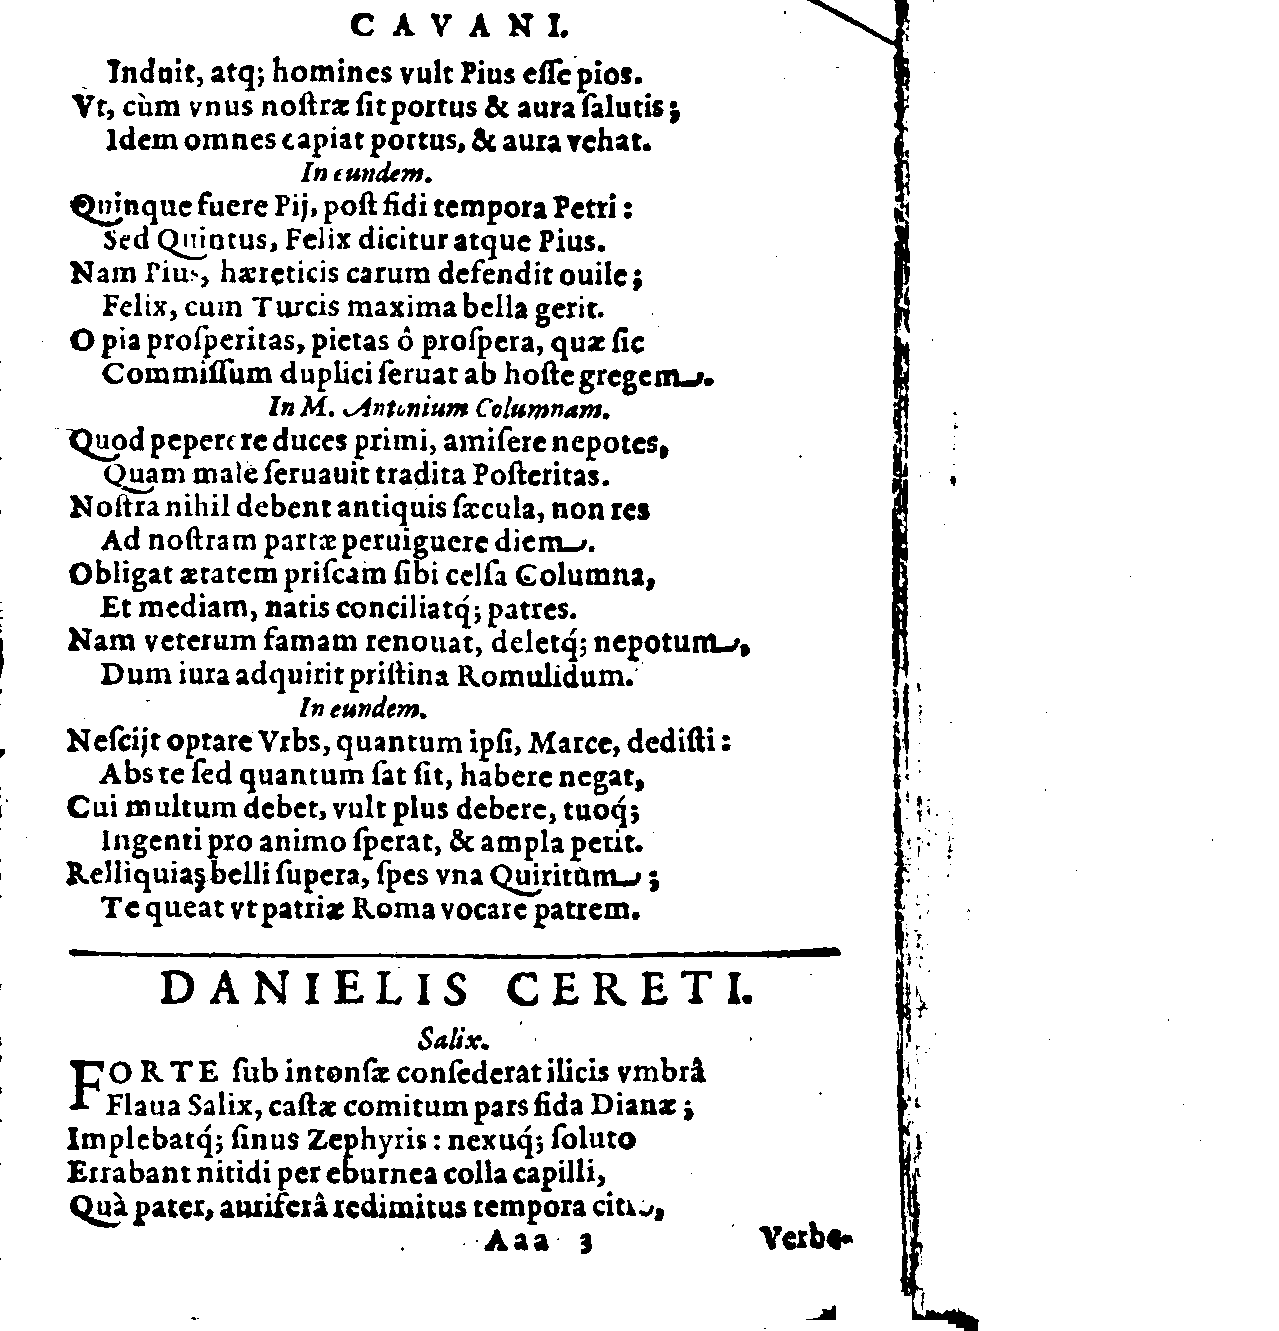 CAVANI.
Induit, atq; homines vult Pius eſſe pios.
Vt, cùm vnus noſtræ ſit portus & aura ſalutis;
Idem omnes capiat portus, & aura vehat.
In eundem.
Quinque fuere Pij, poſt fidi tempora Petri:
Sed Quintus, Felix dicitur atque Pius.
Nam Pius, hæreticis carum defendit ouile;
Felix, cum Turcis maxima bella gerit.
O pia proſperitas, pietas ô proſpera, quæ ſic
Commiſſum duplici ſeruat ab hoſte gregem.
In M. Antonium Columnam.
Quod peperere duces primi, amiſere nepotes,
Quam malè ſeruauit tradita Poſteritas.
Noſtra nihil debent antiquis ſæcula, non res
Ad noſtram partæ peruiguere diem.
Obligat ætatem priſcam ſibi celſa Columna,
Et mediam, natis conciliatq́; patres.
Nam veterum famam renouat, deletq́; nepotum,
Dum iura adquirit priſtina Romulidum.
In eundem.
Neſcijt optare Vrbs, quantum ipſi, Marce, dediſti:
Abs te ſed quantum ſat ſit, habere negat,
Cui multum debet, vult plus debere, tuoq́;
Ingenti pro animo ſperat, & ampla petit.
Relliquias belli ſupera, ſpes vna Quiritùm;
Te queat vt patriæ Roma vocare patrem.
DANIELIS CERETI.
Salix.
FORTE ſub intonſæ conſederat ilicis vmbrâ
Flaua Salix, caſtæ comitum pars fida Dianæ;
Implebatq́; ſinus Zephyris: nexuq́; ſoluto
Errabant nitidi per eburnea colla capilli,
Quà pater, auriferâ redimitus tempora citro,
Aaa 3 Verbe-